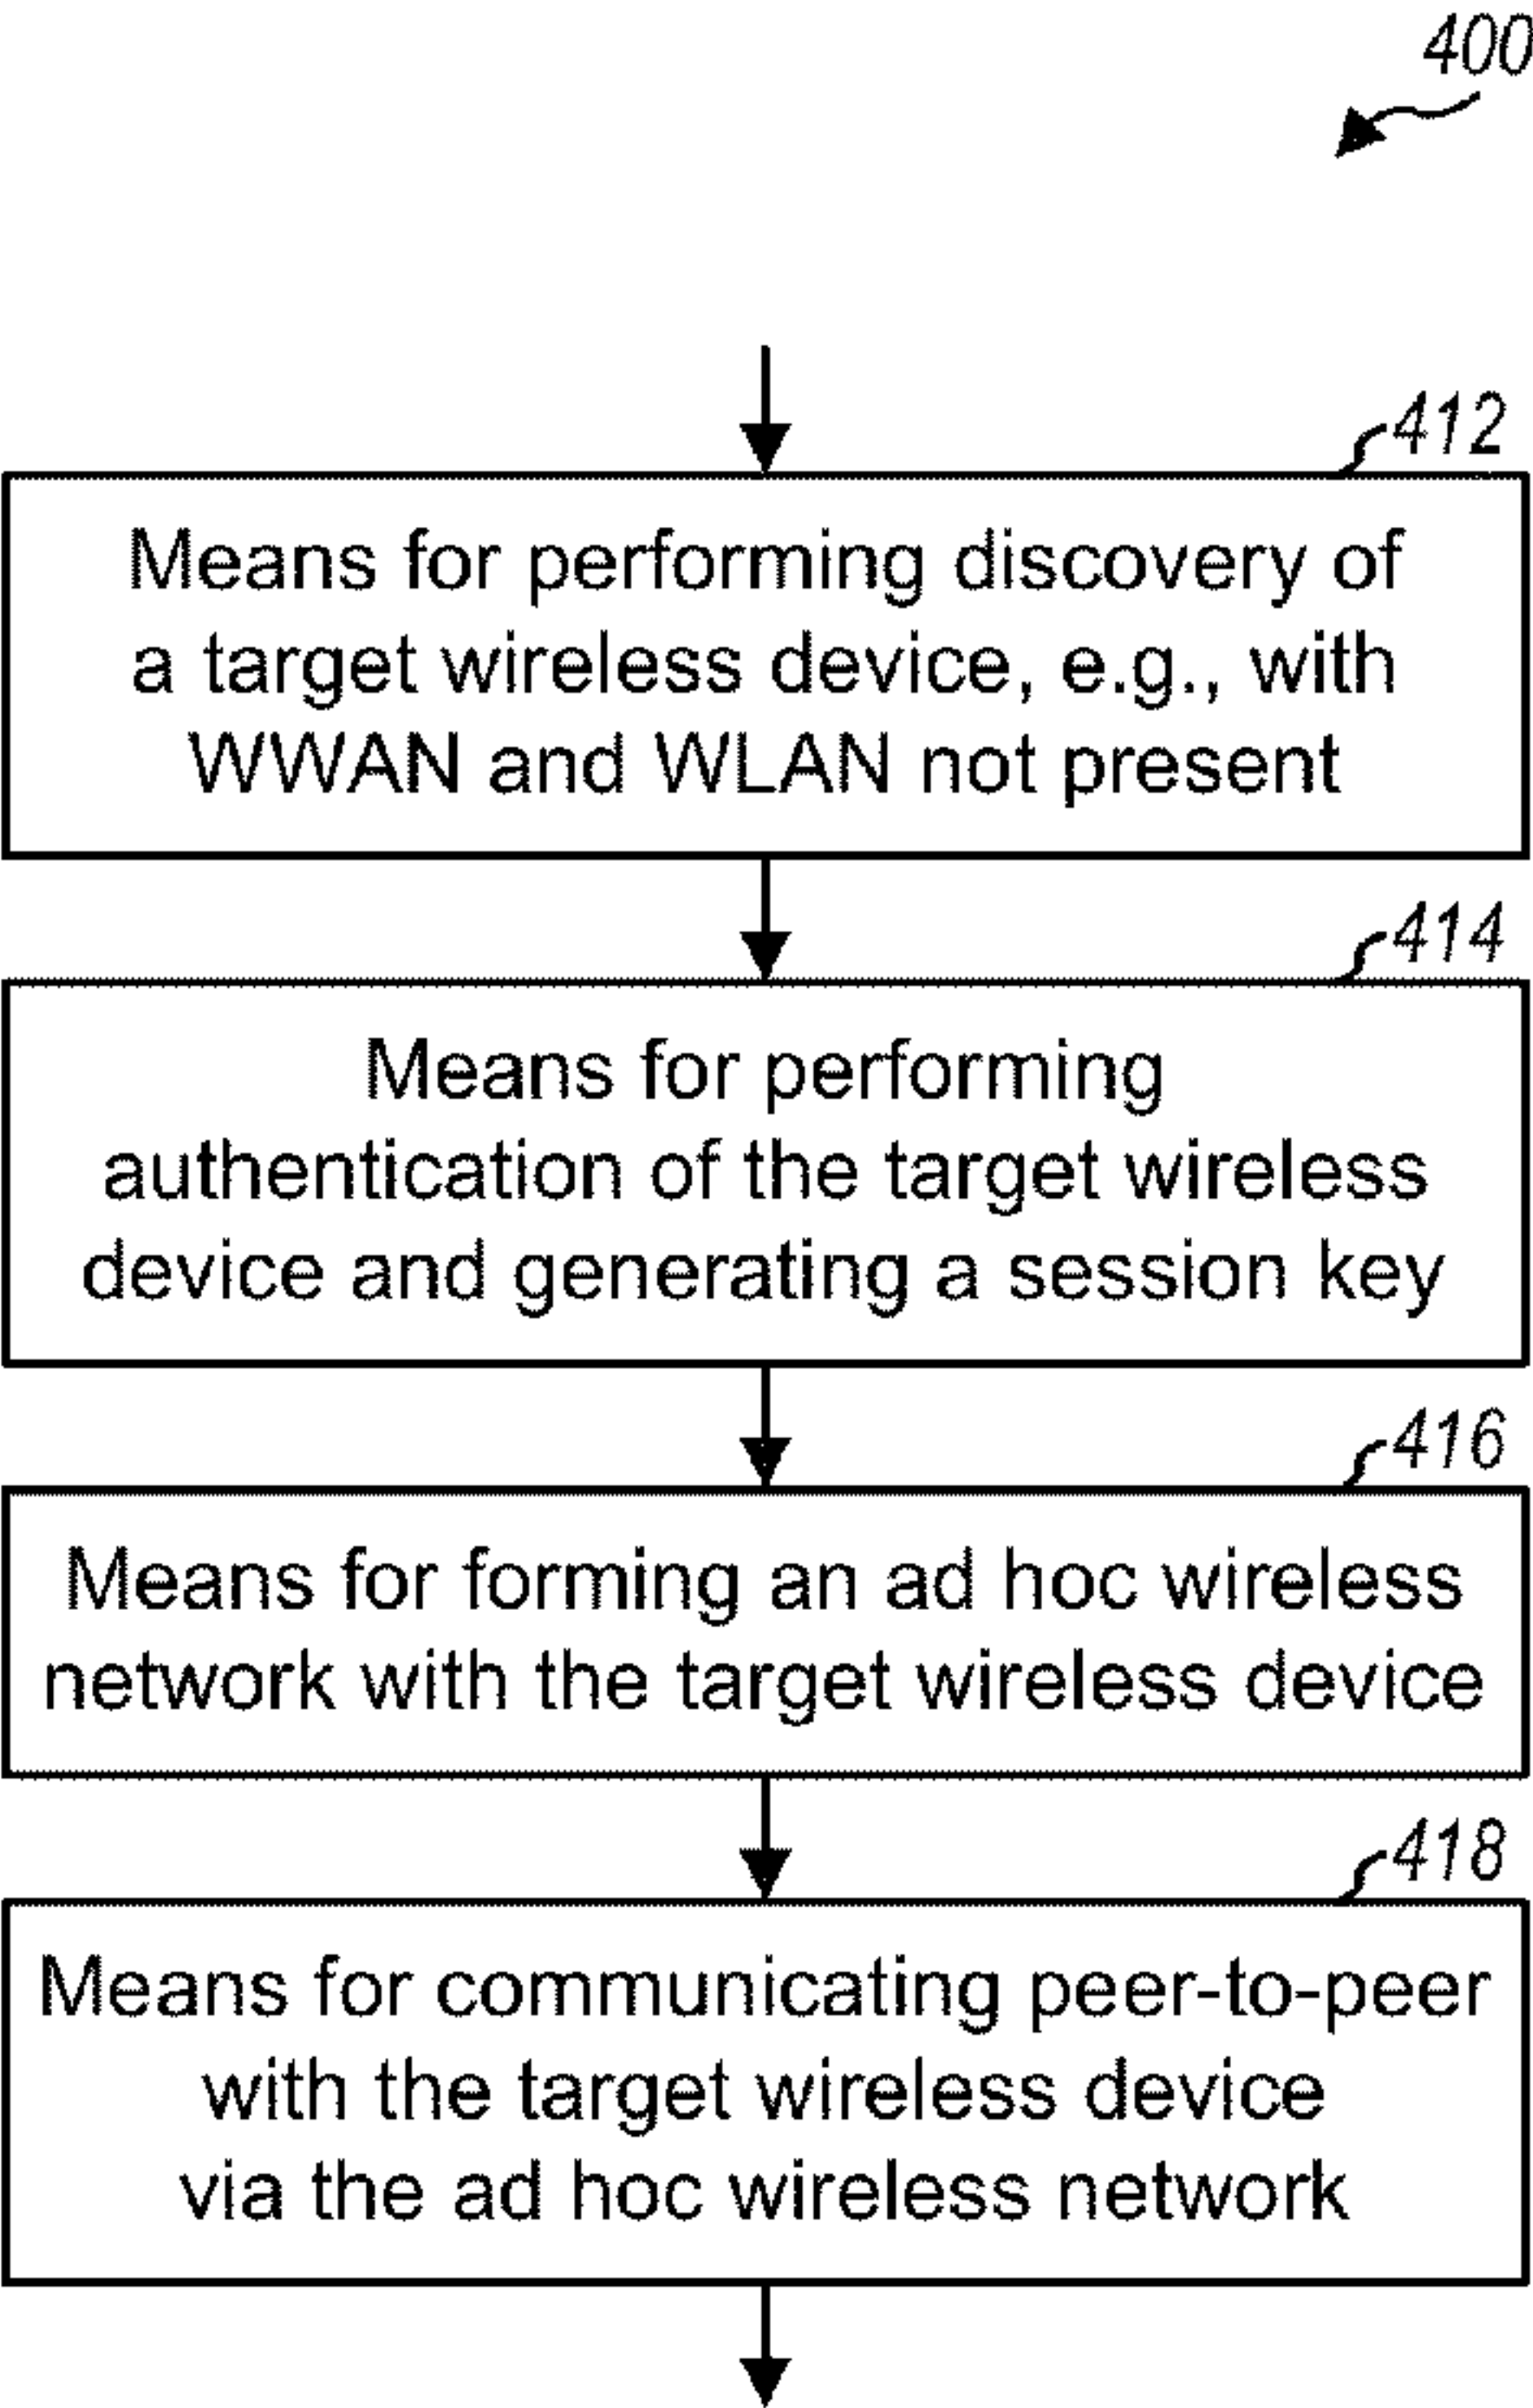 400
412
Means for performing discovery of
a target wireless device, e.g., with
WWAN and WLAN not present
414
Means for performing
authentication of the target wireless
device and generating a session key
416
Means for forming an ad hoc wireless
network with the target wireless device
418
Means for communicating peer-to-peer
with the target wireless device
via the ad hoc wireless network